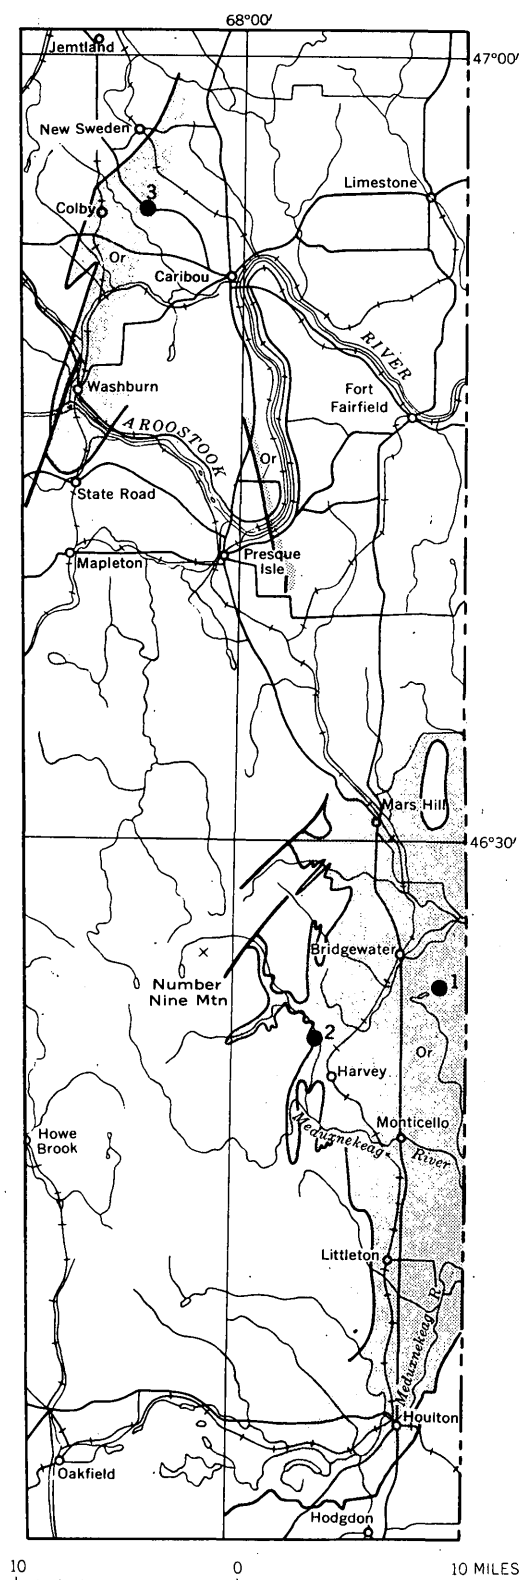 68°00′
Jemtland
47°00′
New Sweden
Limestone
3
Colby
Or
Caribou
RIVER
Washburn
Fort
Fairfield
AROOSTOOK
Or
State Road
Presque
Isle
Mapleton
Mars Hill
46°30′
Bridgewater
Number
Nine Mtn
1
2
Or
Harvey
Monticello
Howe
Brook
Meduxnekeag
River
Littleton
Meduxnekeag R
Houlton
Oakfield
Hodgdon
10 0 10 MILES